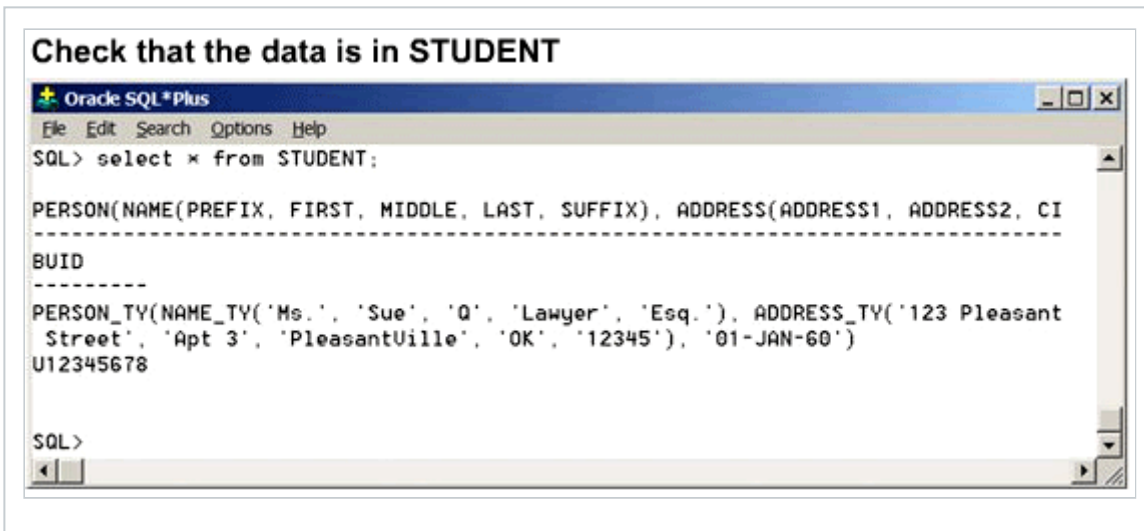 Check that the data is in STUDENT
Oracle SQL*Plus
File Edit Search Options Help
SQL> select * from STUDENT;
PERSON(NAME(PREFIX, FIRST, MIDDLE, LAST, SUFFIX), ADDRESS(ADDRESS1, ADDRESS2, CI
--------------------------------------------------------------------------------
BUID
---------
PERSON_TY(NAME_TY('Ms.', 'Sue', 'Q', 'Lawyer', 'Esq.'), ADDRESS_TY('123 Pleasant
Street', 'Apt 3', 'PleasantVille', 'OK', '12345'), '01-JAN-60')
U12345678
SQL>